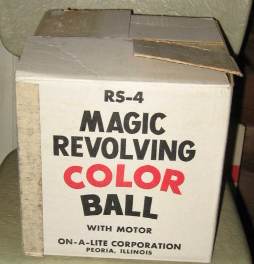 RS-4
MAGIC
REVOLVING
COLOR
BALL
WITH MOTOR
ON-A-LITE CORPORATION
PEORIA, ILLINOIS